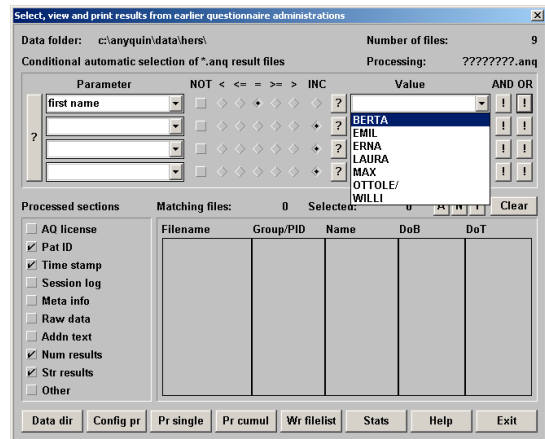 Select, view and print results from earlier questionnaire administrations
Data folder: c:\anyquin\data\hers\ Number of files: 9
Conditional automatic selection of *.anq result files Processing: ????????.anq
Parameter NOT < <= = >= > INC Value AND OR
first name ? ! !
BERTA
? ! !
EMIL
ERNA
? ? ! !
LAURA
MAX
? ! !
OTTOLE/
WILLI
Processed sections Matching files: 0 Selected: 0 A N I Clear
AQ license Filename Group/PID Name DoB DoT
Pat ID
Time stamp
Session log
Meta info
Raw data
Addn text
Num results
Str results
Other
Data dir Config pr Pr single Pr cumul Wr filelist Stats Help Exit